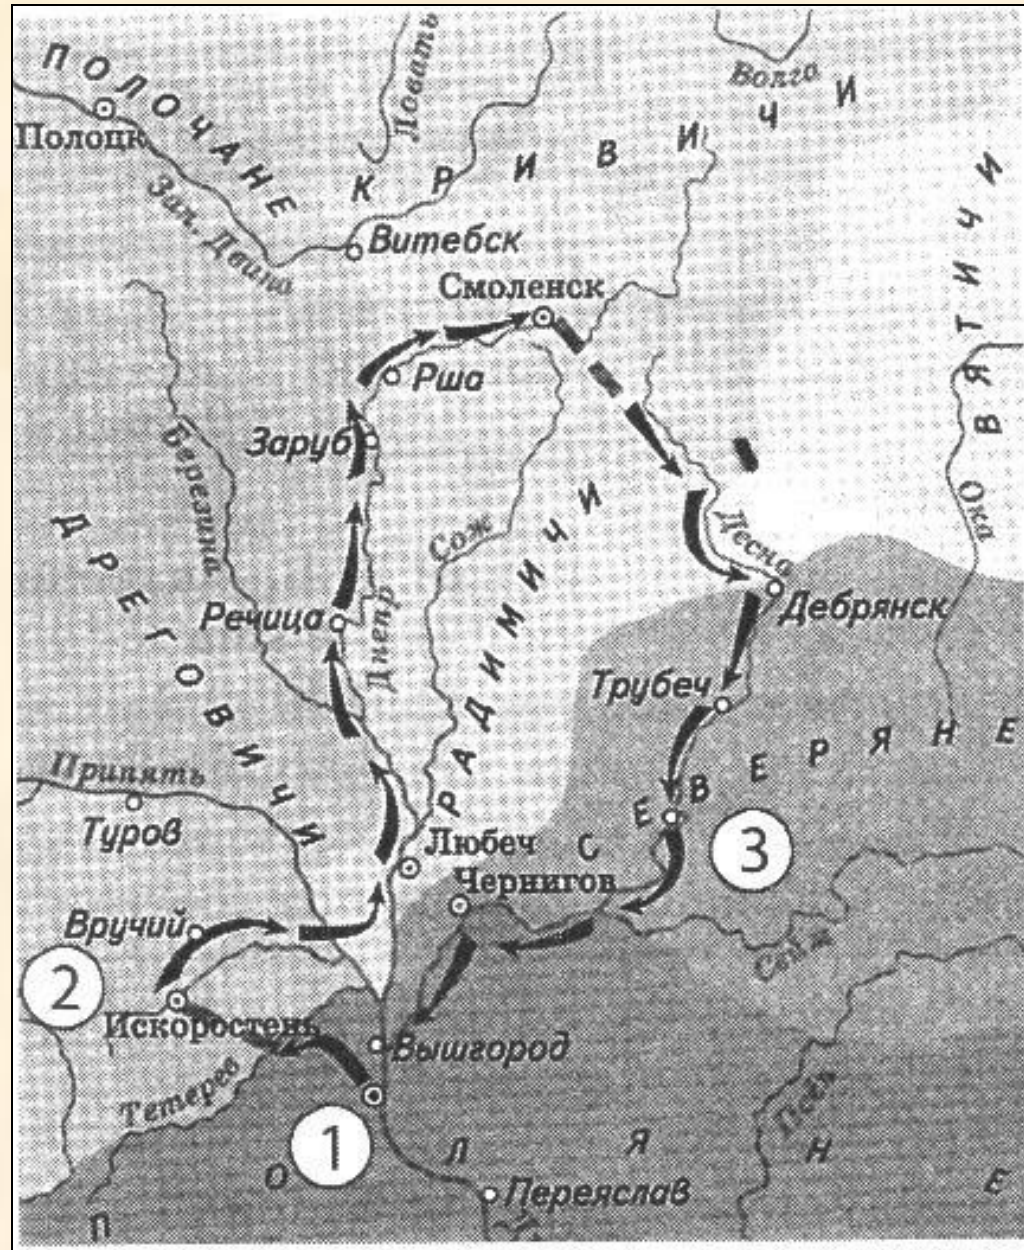 ПОЛОЧАНЕ
Полоцк
Ловать
Волга
КРИВИЧИ
Зап. Двина
Витебск
Смоленск
ВЯТИЧИ
Рша
Заруб
Березина
Сож
Ока
Десна
ДРЕГОВИЧИ
Речица
Днепр
РАДИМИЧИ
Дебрянск
Трубеч
СЕВЕРЯНЕ
Припять
Туров
Любеч
3
Чернигов
Вручий
Сейм
2
Искоростень
Вышгород
Тетерев
Псёл
1
ПОЛЯНЕ
Переяслав